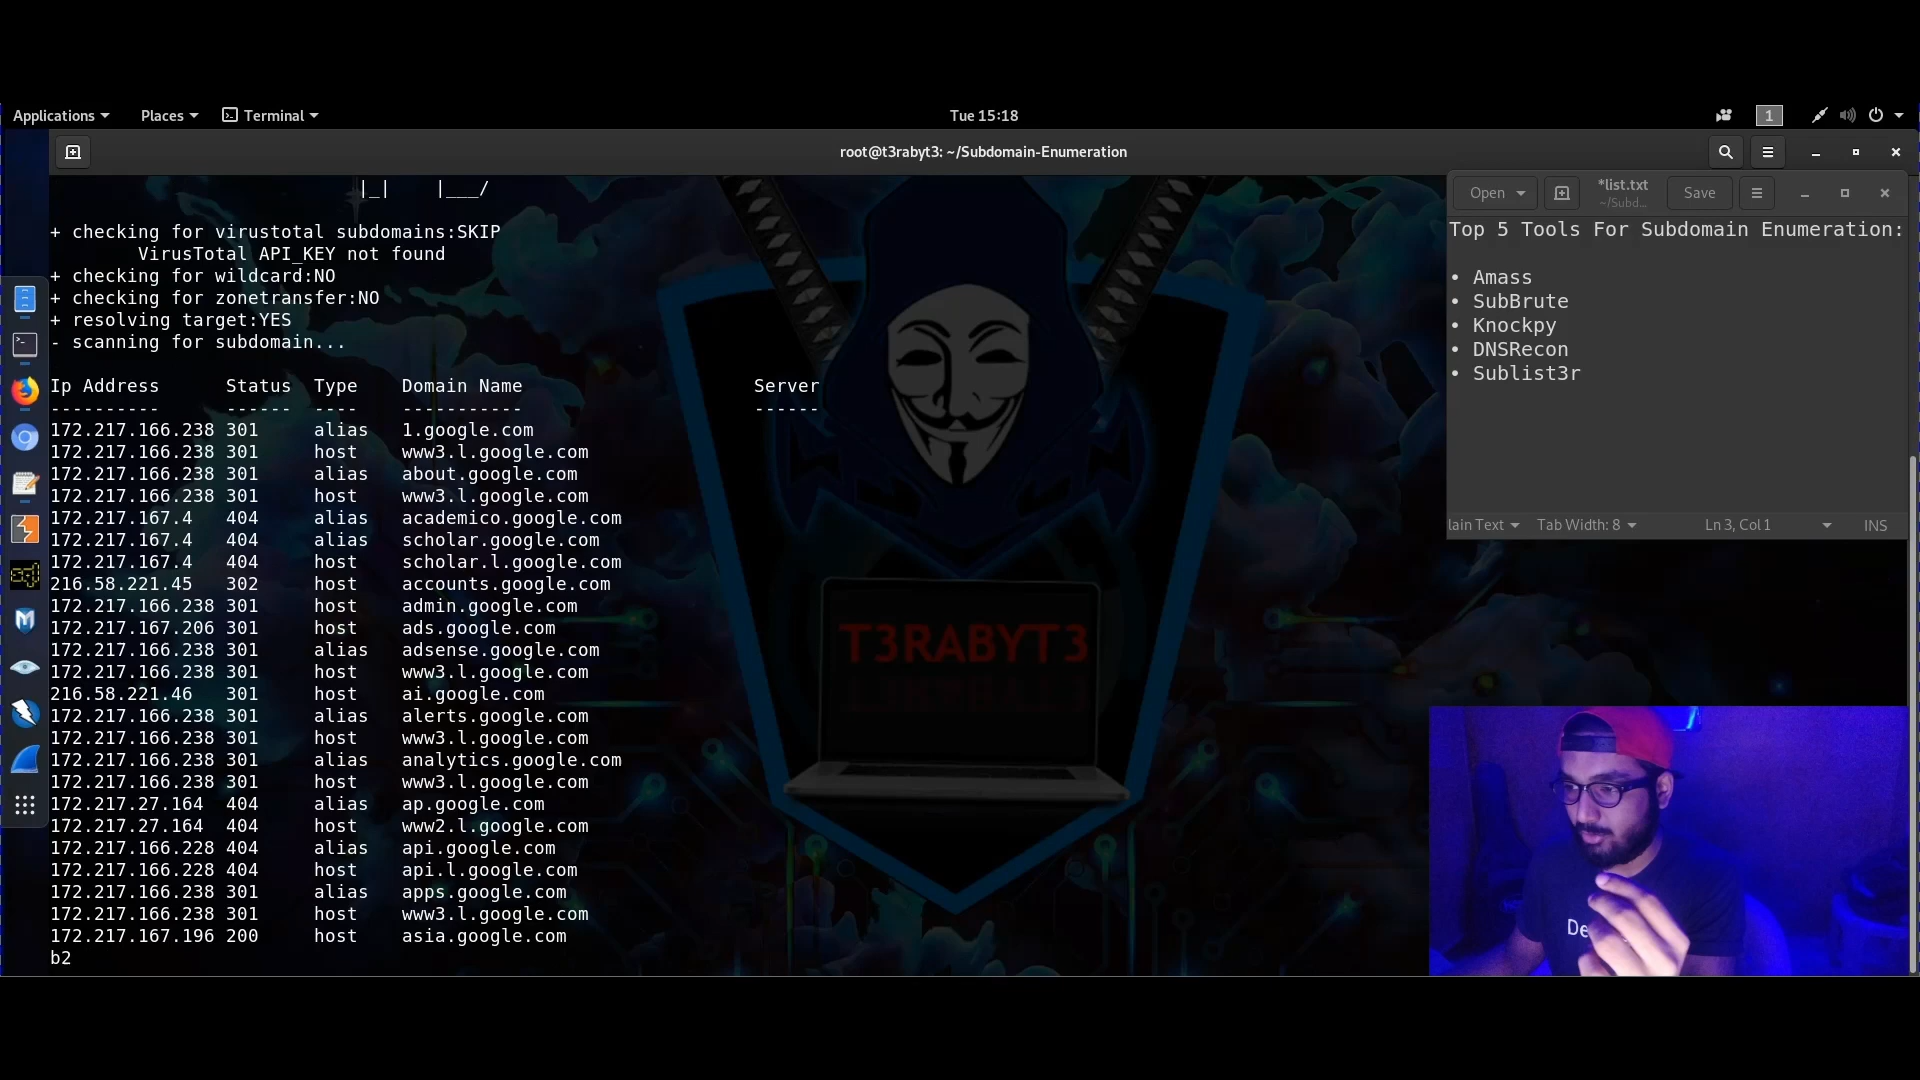 Applications Places Terminal Tue 15:18 1
root@t3rabyt3: ~/Subdomain-Enumeration
|_| |___/
+ checking for virustotal subdomains:SKIP
VirusTotal API_KEY not found
+ checking for wildcard:NO
+ checking for zonetransfer:NO
+ resolving target:YES
- scanning for subdomain...
Ip Address Status Type Domain Name Server
---------- ------ ---- ----------- ------
172.217.166.238 301 alias 1.google.com
172.217.166.238 301 host www3.l.google.com
172.217.166.238 301 alias about.google.com
172.217.166.238 301 host www3.l.google.com
172.217.167.4 404 alias academico.google.com
172.217.167.4 404 alias scholar.google.com
172.217.167.4 404 host scholar.l.google.com
216.58.221.45 302 host accounts.google.com
172.217.166.238 301 host admin.google.com
172.217.167.206 301 host ads.google.com
172.217.166.238 301 alias adsense.google.com
172.217.166.238 301 host www3.l.google.com
216.58.221.46 301 host ai.google.com
172.217.166.238 301 alias alerts.google.com
172.217.166.238 301 host www3.l.google.com
172.217.166.238 301 alias analytics.google.com
172.217.166.238 301 host www3.l.google.com
172.217.27.164 404 alias ap.google.com
172.217.27.164 404 host www2.l.google.com
172.217.166.228 404 alias api.google.com
172.217.166.228 404 host api.l.google.com
172.217.166.238 301 alias apps.google.com
172.217.166.238 301 host www3.l.google.com
172.217.167.196 200 host asia.google.com
b2
T3RABYT3
Open *list.txt Save
~/Subd...
Top 5 Tools For Subdomain Enumeration:
• Amass
• SubBrute
• Knockpy
• DNSRecon
• Sublist3r
lain Text Tab Width: 8 Ln 3, Col 1 INS